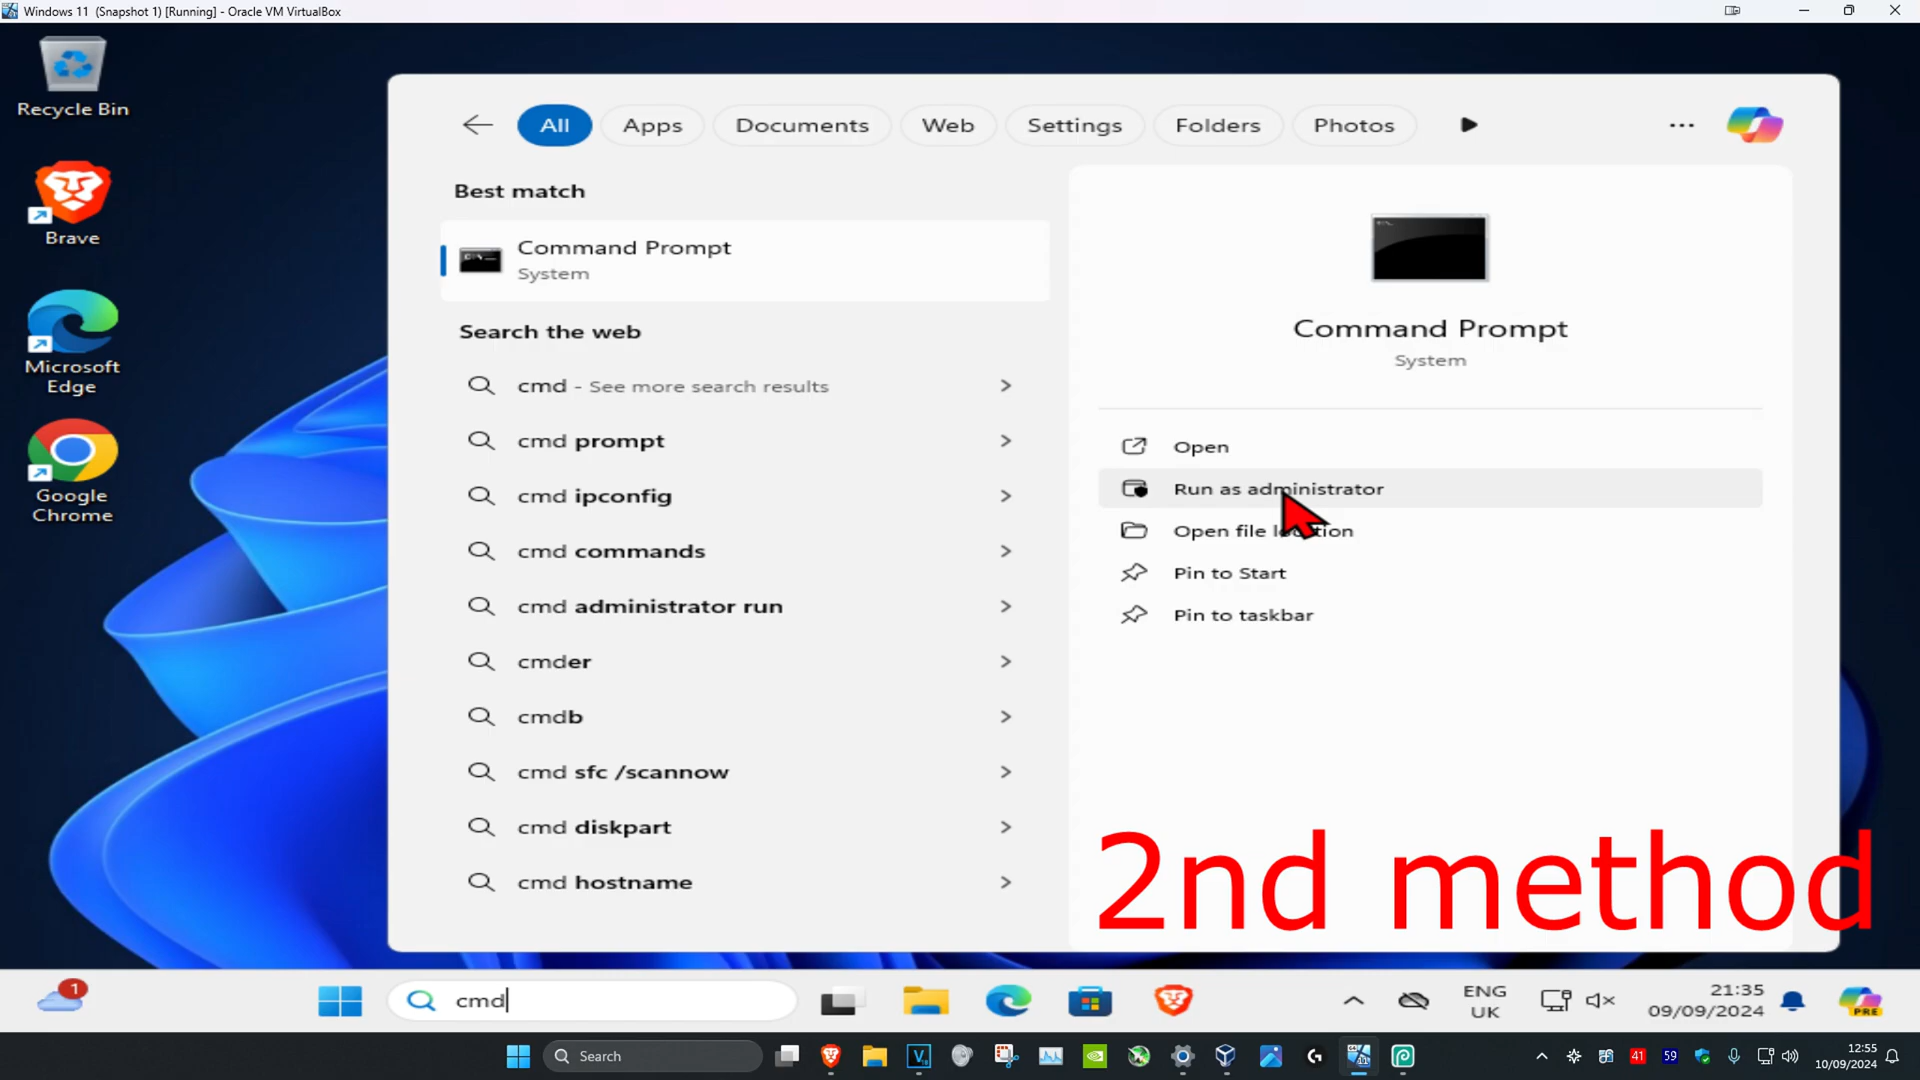 Windows 11 (Snapshot 1) [Running] - Oracle VM VirtualBox
Recycle Bin
Brave
Microsoft
Edge
Google
Chrome
All
Apps
Documents
Web
Settings
Folders
Photos
Best match
Command Prompt
System
Search the web
cmd - See more search results
cmd prompt
cmd ipconfig
cmd commands
cmd administrator run
cmder
cmdb
cmd sfc /scannow
cmd diskpart
cmd hostname
Command Prompt
System
Open
Run as administrator
Open file location
Pin to Start
Pin to taskbar
2nd method
1
cmd
ENG
UK
21:35
09/09/2024
PRE
Search
41
59
12:55
10/09/2024